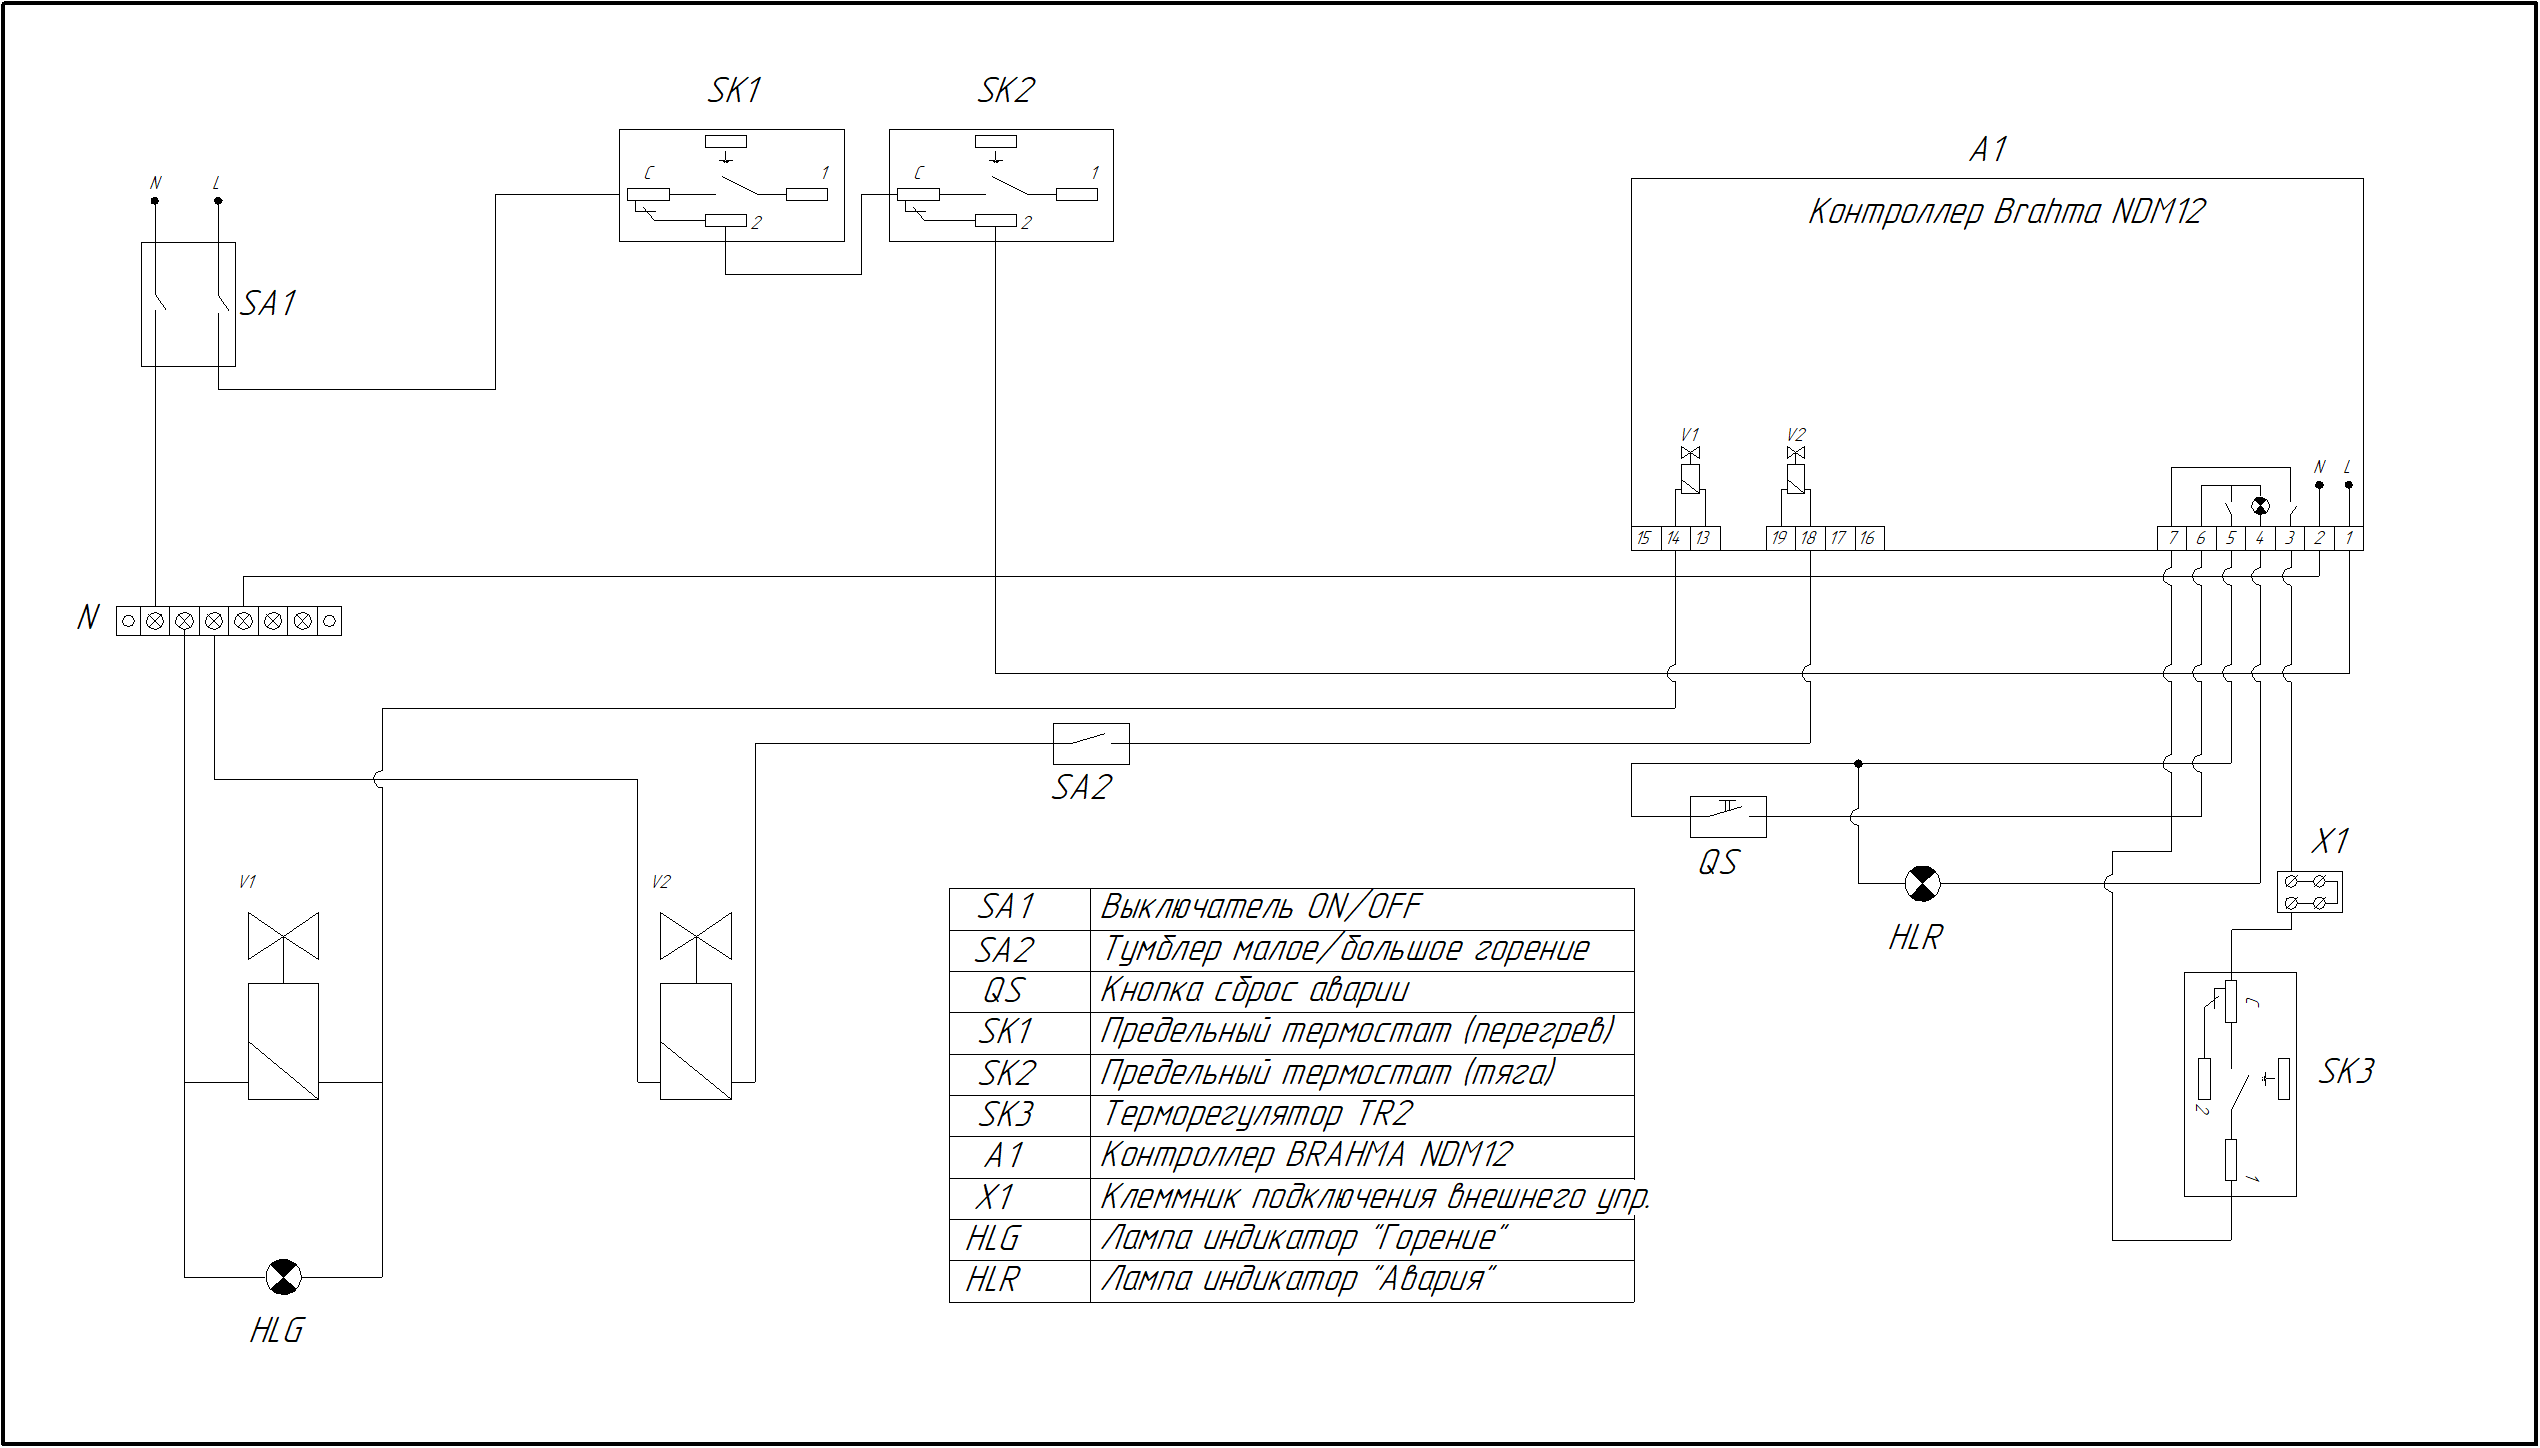 SK1
SK2
C
1
2
C
1
2
N
L
SA1
A1
Контроллер Brahma NDM12
V1
V2
N
L
15
14
13
19
18
17
16
7
6
5
4
3
2
1
N
SA2
QS
HLR
X1
V1
V2
HLG
C
2
1
SK3
SA1 Выключатель ON/OFF
SA2 Тумблер малое/большое горение
QS Кнопка сброс аварии
SK1 Предельный термостат (перегрев)
SK2 Предельный термостат (тяга)
SK3 Терморегулятор TR2
A1 Контроллер BRAHMA NDM12
X1 Клеммник подключения внешнего упр.
HLG Лампа индикатор "Горение"
HLR Лампа индикатор "Авария"